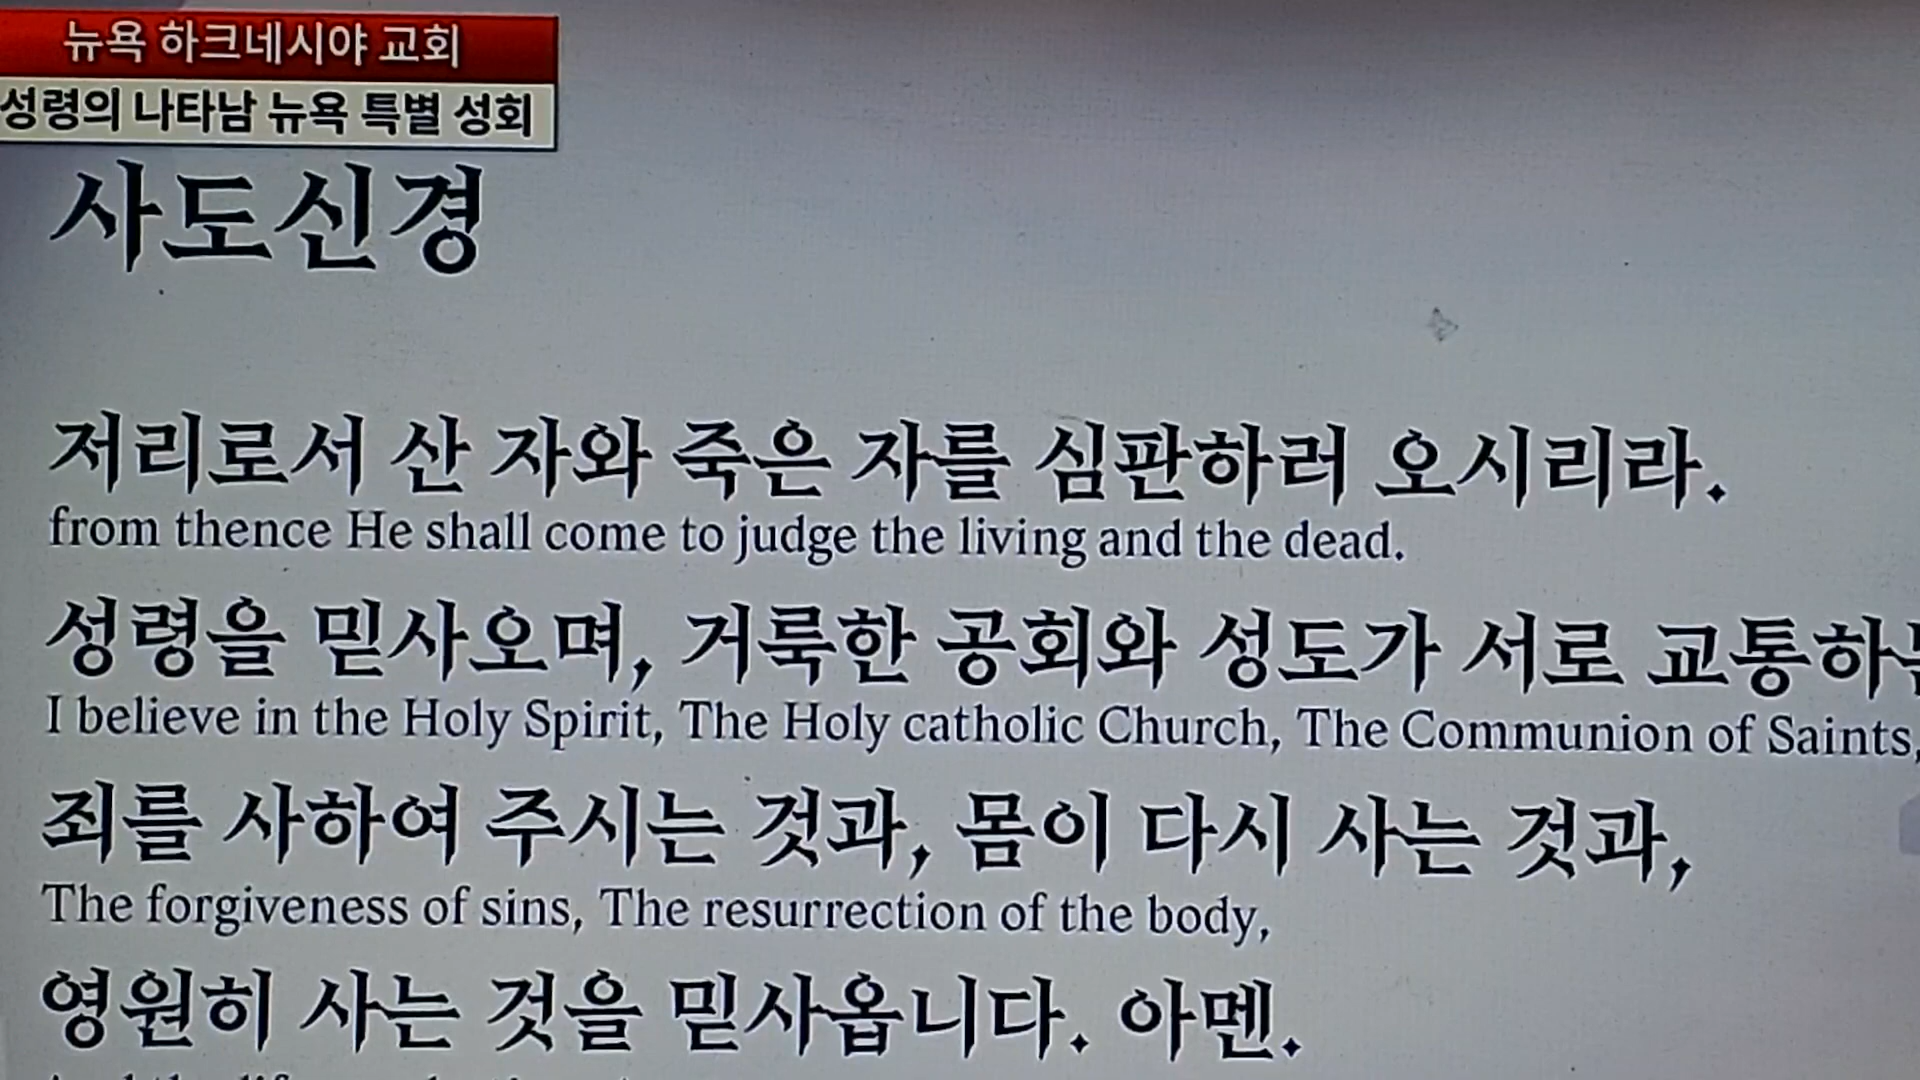 뉴욕 하크네시야 교회
성령의 나타남 뉴욕 특별 성회
사도신경
저리로서 산 자와 죽은 자를 심판하러 오시리라.
from thence He shall come to judge the living and the dead.
성령을 믿사오며, 거룩한 공회와 성도가 서로 교통하는
I believe in the Holy Spirit, The Holy catholic Church, The Communion of Saints,
죄를 사하여 주시는 것과, 몸이 다시 사는 것과,
The forgiveness of sins, The resurrection of the body,
영원히 사는 것을 믿사옵니다. 아멘.